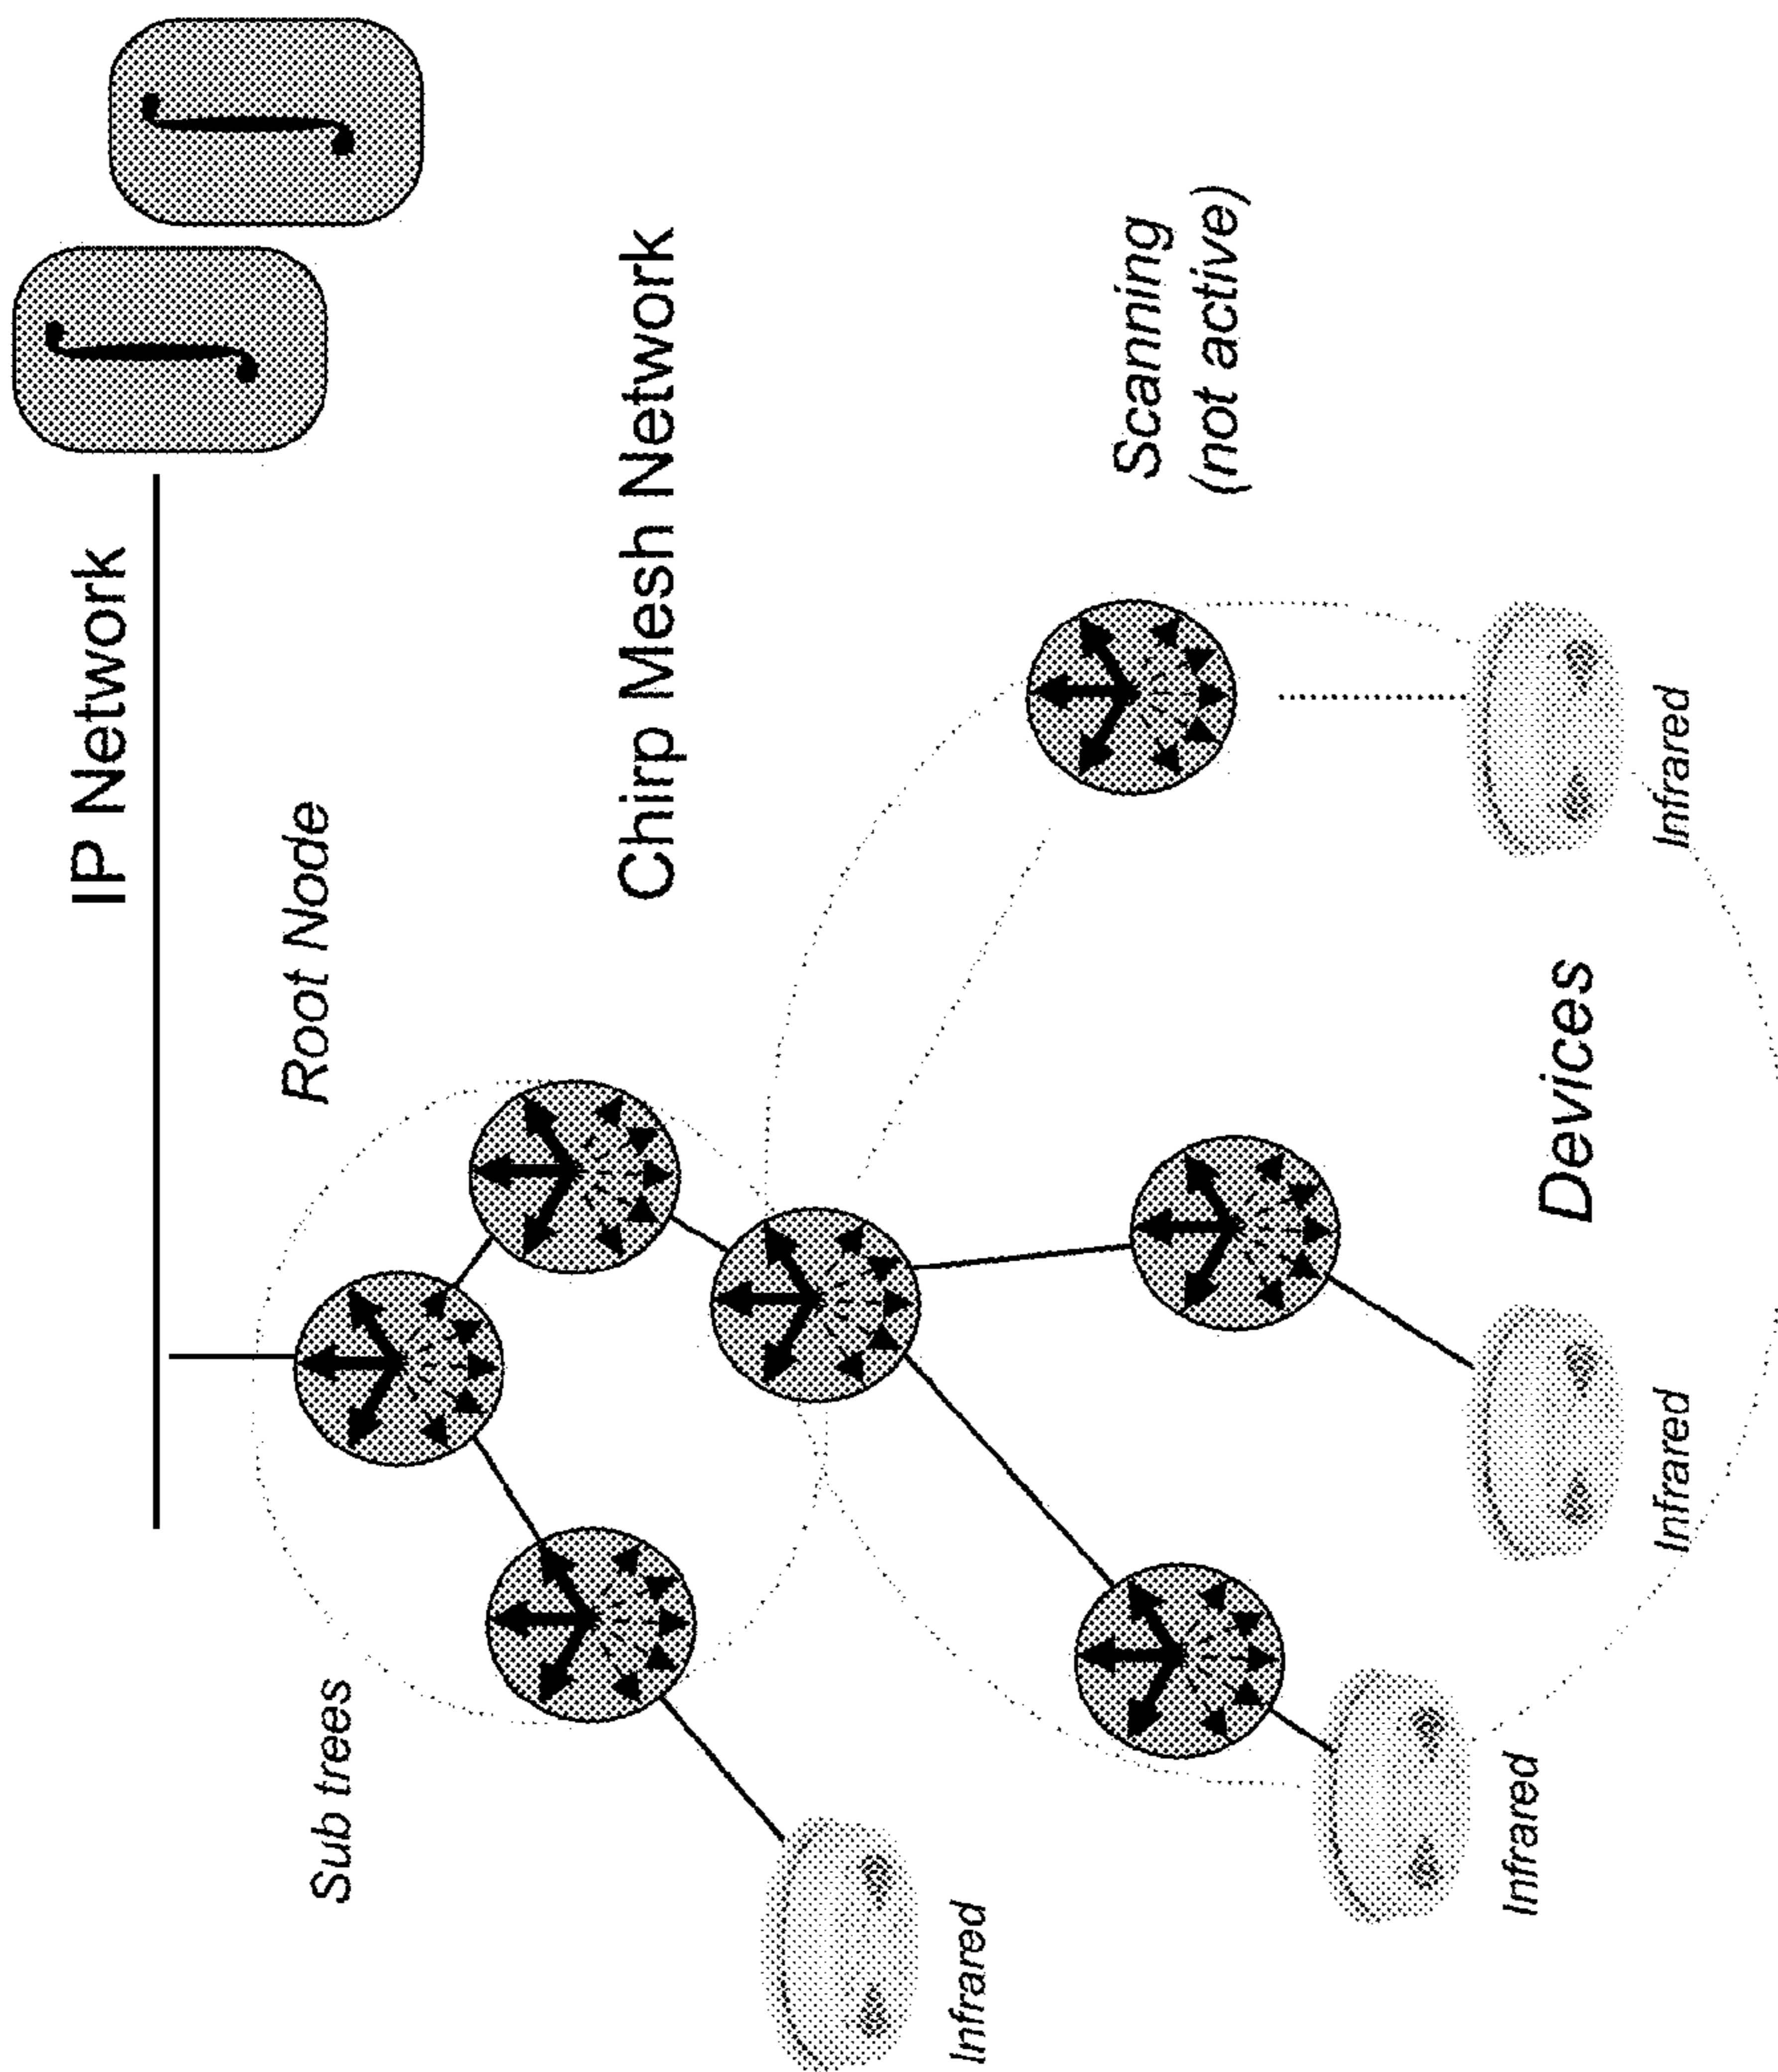 IP Network
Root Node
Sub trees
Chirp Mesh Network
Scanning
(not active)
Devices
Infrared
Infrared
Infrared
Infrared
∫
∫